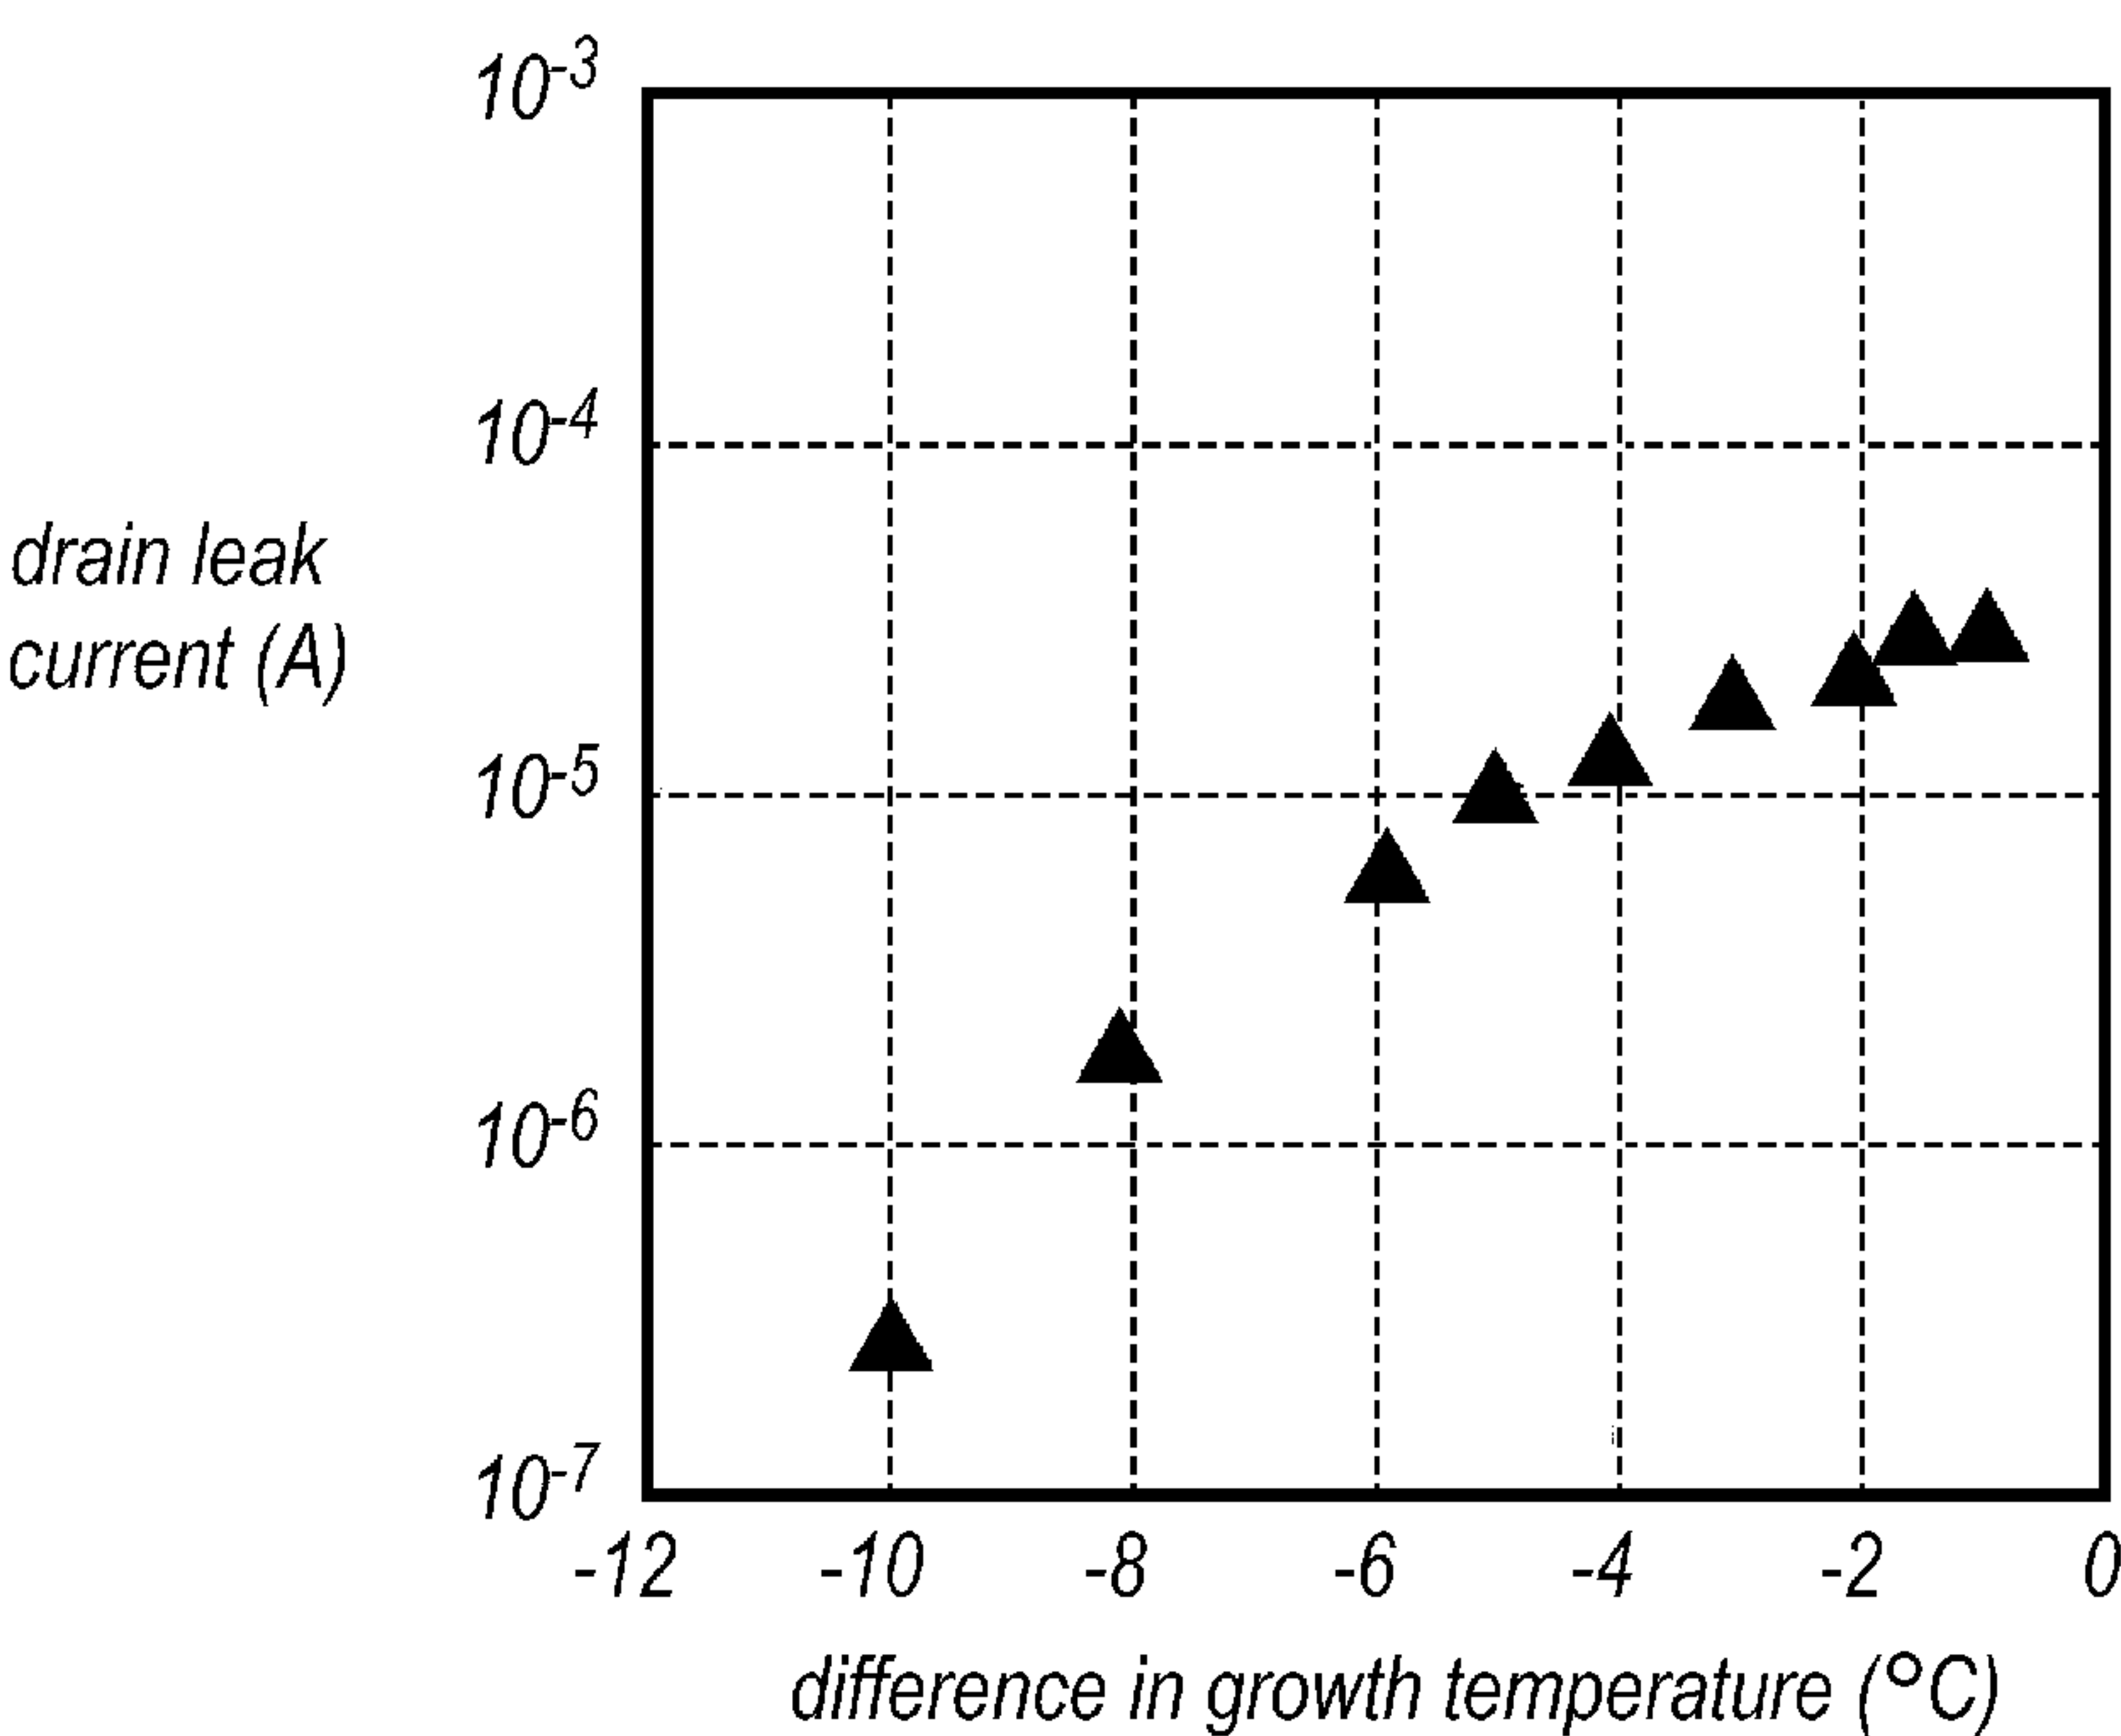 10⁻³
10⁻⁴
drain leak
current (A)
10⁻⁵
10⁻⁶
10⁻⁷
-12 -10 -8 -6 -4 -2 0
difference in growth temperature (°C)